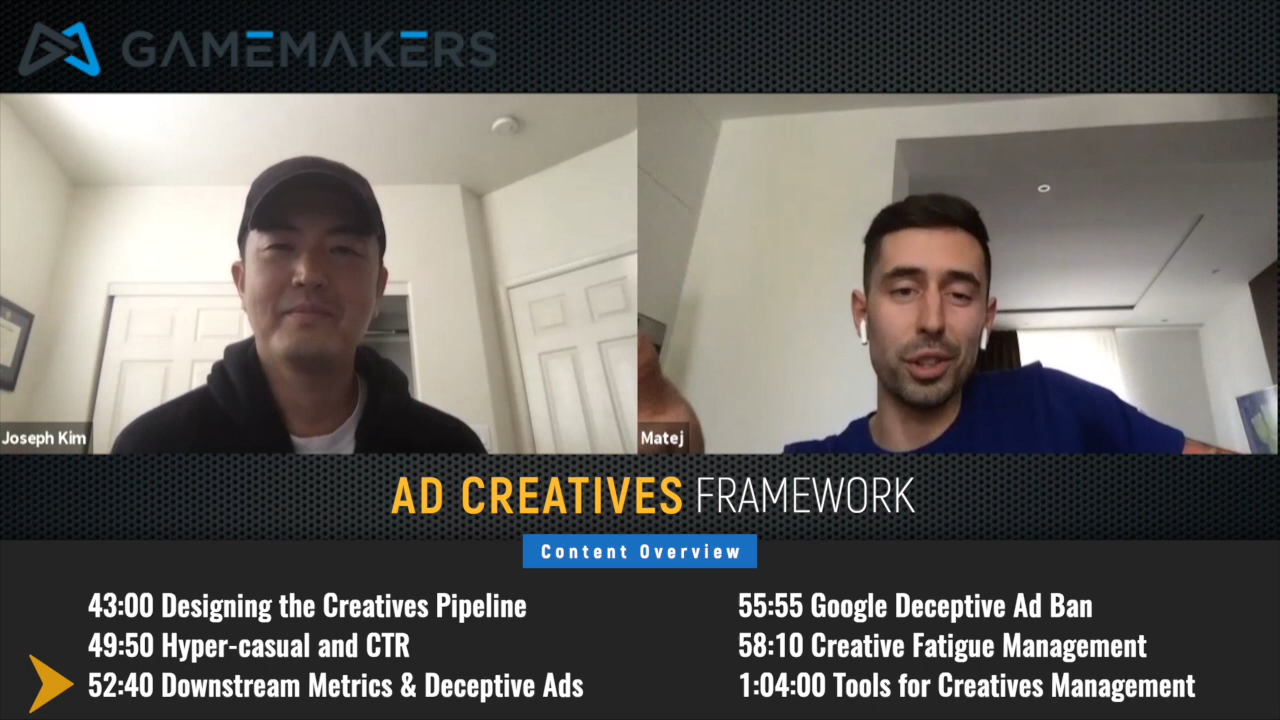 GAMEMAKERS
Joseph Kim
Matej
AD CREATIVES FRAMEWORK
Content Overview
43:00 Designing the Creatives Pipeline
49:50 Hyper-casual and CTR
52:40 Downstream Metrics & Deceptive Ads
55:55 Google Deceptive Ad Ban
58:10 Creative Fatigue Management
1:04:00 Tools for Creatives Management